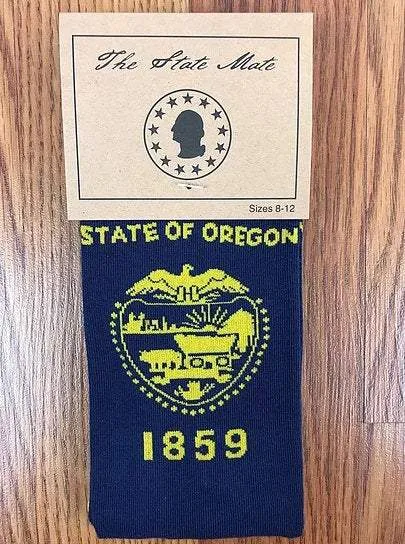 The State Mate
Sizes 8-12
STATE OF OREGON
1859